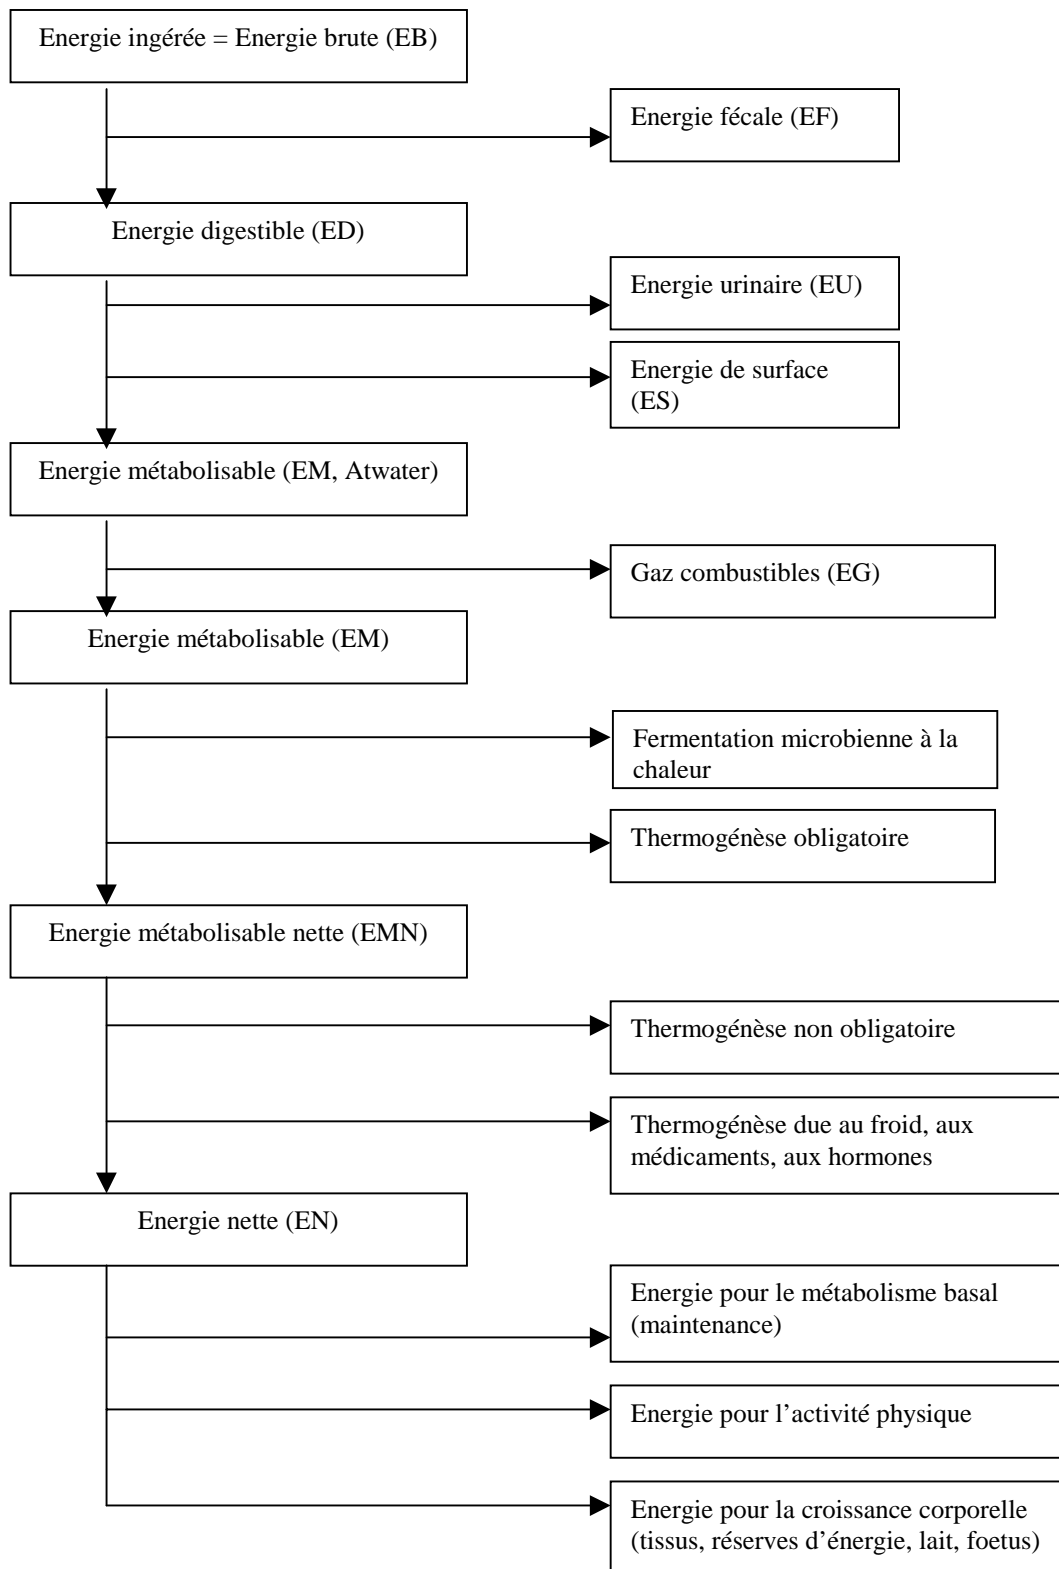 Energie ingérée = Energie brute (EB)
Energie fécale (EF)
Energie digestible (ED)
Energie urinaire (EU)
Energie de surface
(ES)
Energie métabolisable (EM, Atwater)
Gaz combustibles (EG)
Energie métabolisable (EM)
Fermentation microbienne à la
chaleur
Thermogénèse obligatoire
Energie métabolisable nette (EMN)
Thermogénèse non obligatoire
Thermogénèse due au froid, aux
médicaments, aux hormones
Energie nette (EN)
Energie pour le métabolisme basal
(maintenance)
Energie pour l’activité physique
Energie pour la croissance corporelle
(tissus, réserves d’énergie, lait, foetus)